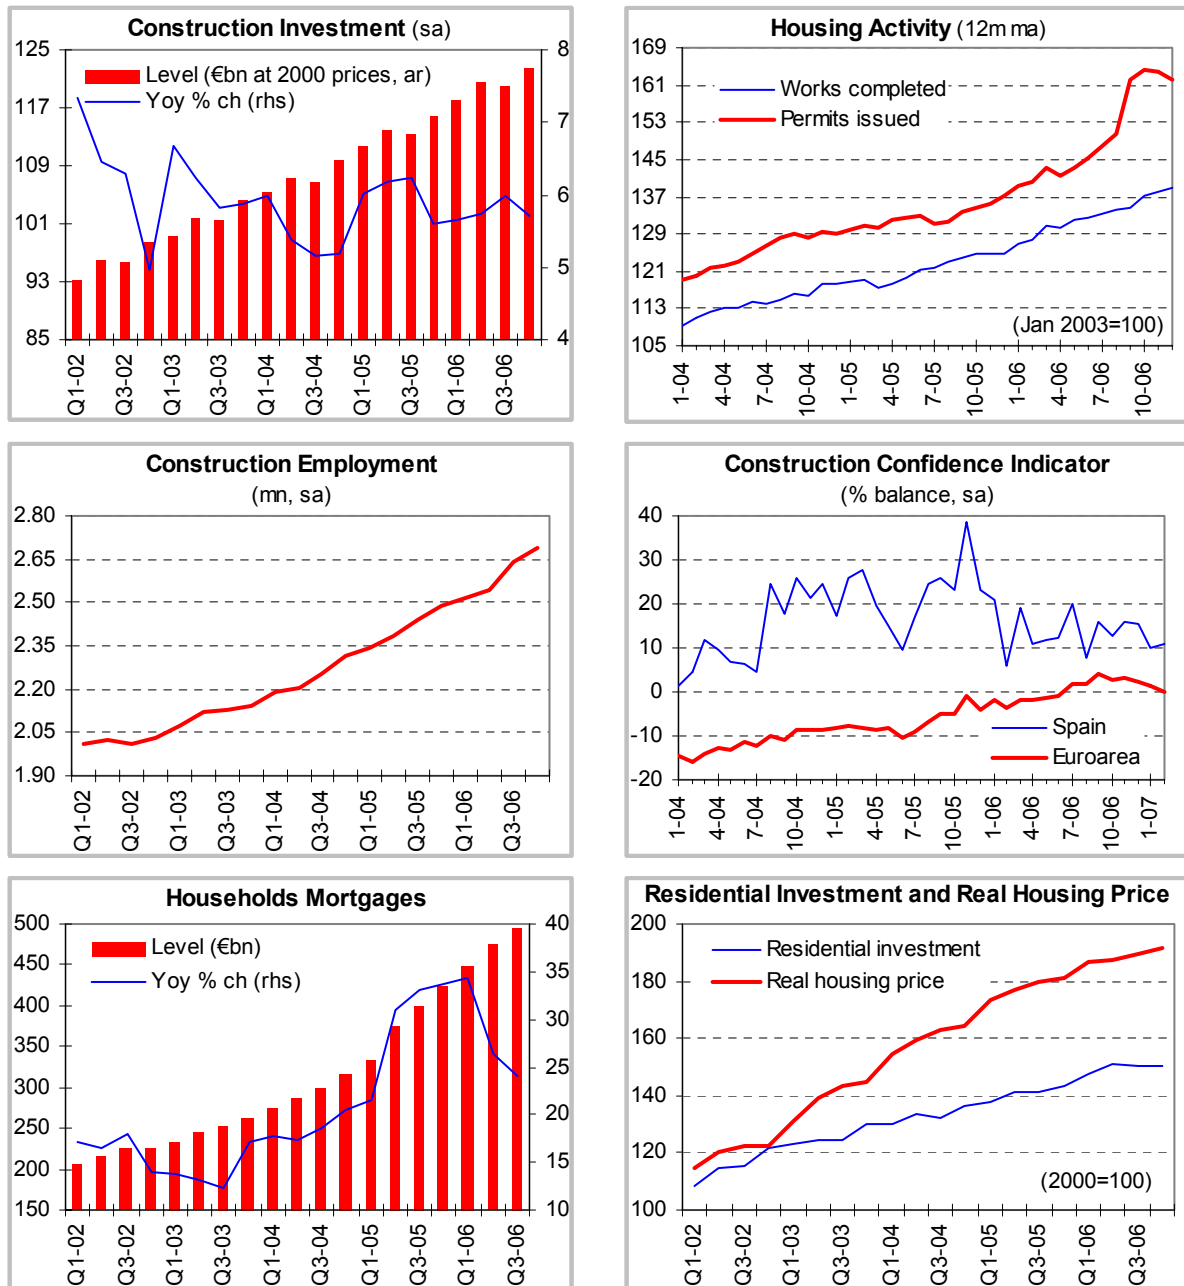 Construction Investment (sa)
125
117
109
101
93
85
8
7
6
5
4
Level (€bn at 2000 prices, ar)
Yoy % ch (rhs)
Q1-02
Q3-02
Q1-03
Q3-03
Q1-04
Q3-04
Q1-05
Q3-05
Q1-06
Q3-06
Housing Activity (12m ma)
169
161
153
145
137
129
121
113
105
Works completed
Permits issued
(Jan 2003=100)
1-04
4-04
7-04
10-04
1-05
4-05
7-05
10-05
1-06
4-06
7-06
10-06
Construction Employment
(mn, sa)
2.80
2.65
2.50
2.35
2.20
2.05
1.90
Q1-02
Q3-02
Q1-03
Q3-03
Q1-04
Q3-04
Q1-05
Q3-05
Q1-06
Q3-06
Construction Confidence Indicator
(% balance, sa)
40
30
20
10
0
-10
-20
Spain
Euroarea
1-04
4-04
7-04
10-04
1-05
4-05
7-05
10-05
1-06
4-06
7-06
10-06
1-07
Households Mortgages
500
450
400
350
300
250
200
150
40
35
30
25
20
15
10
Level (€bn)
Yoy % ch (rhs)
Q1-02
Q3-02
Q1-03
Q3-03
Q1-04
Q3-04
Q1-05
Q3-05
Q1-06
Q3-06
Residential Investment and Real Housing Price
200
180
160
140
120
100
Residential investment
Real housing price
(2000=100)
Q1-02
Q3-02
Q1-03
Q3-03
Q1-04
Q3-04
Q1-05
Q3-05
Q1-06
Q3-06